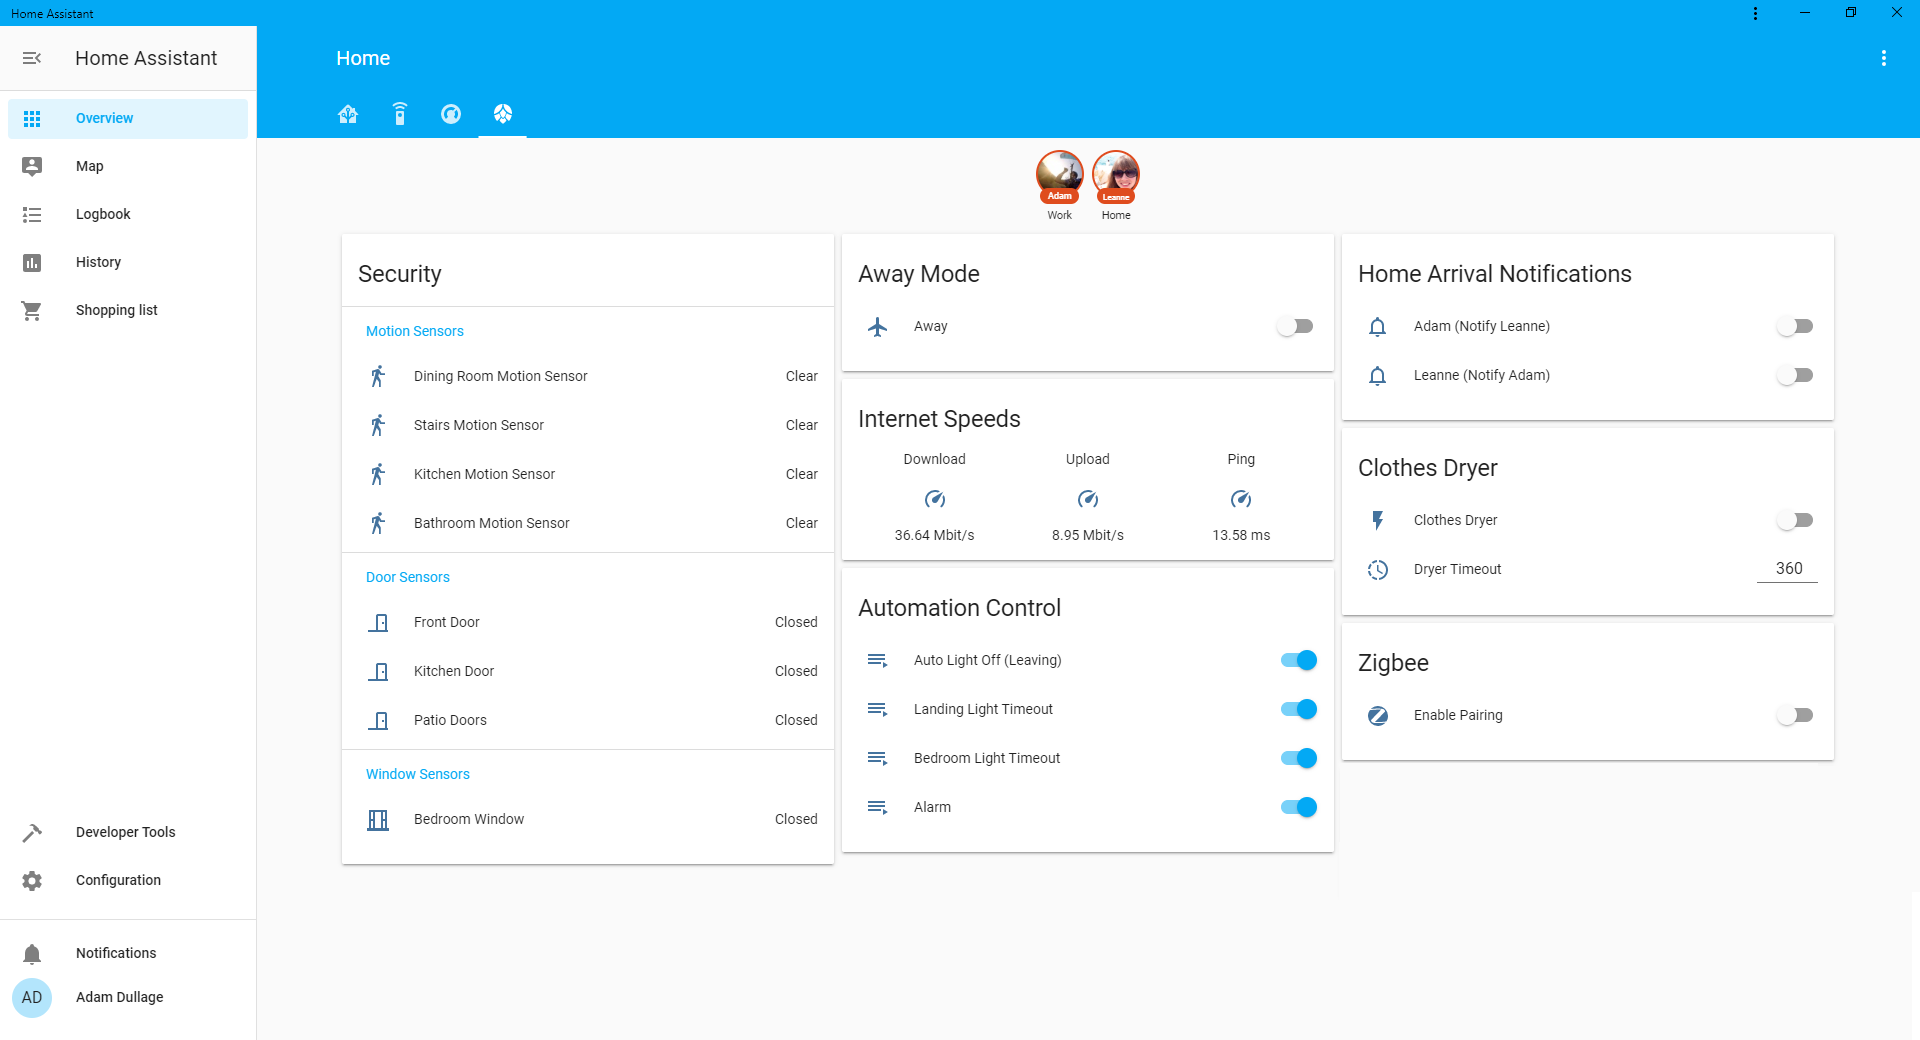 Home Assistant
Home Assistant
Home
Overview
Map
Logbook
History
Shopping list
Developer Tools
Configuration
Notifications
AD
Adam Dullage
Adam
Leanne
Work
Home
Security
Motion Sensors
Dining Room Motion Sensor Clear
Stairs Motion Sensor Clear
Kitchen Motion Sensor Clear
Bathroom Motion Sensor Clear
Door Sensors
Front Door Closed
Kitchen Door Closed
Patio Doors Closed
Window Sensors
Bedroom Window Closed
Away Mode
Away
Internet Speeds
Download Upload Ping
36.64 Mbit/s 8.95 Mbit/s 13.58 ms
Automation Control
Auto Light Off (Leaving)
Landing Light Timeout
Bedroom Light Timeout
Alarm
Home Arrival Notifications
Adam (Notify Leanne)
Leanne (Notify Adam)
Clothes Dryer
Clothes Dryer
Dryer Timeout 360
Zigbee
Enable Pairing